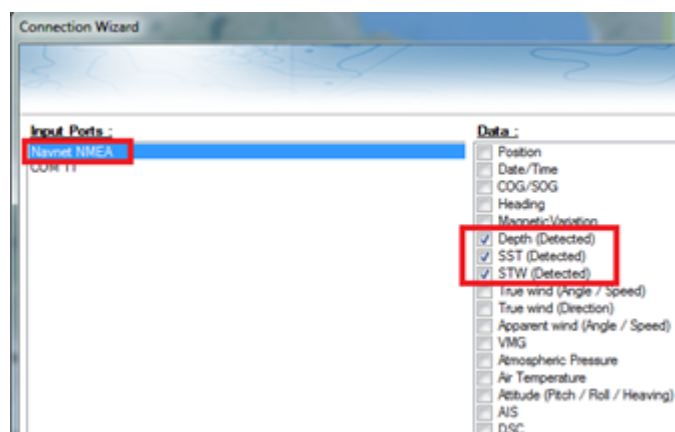 Connection Wizard
Input Ports :
Navnet NMEA
COM 11
Data :
Position
Date/Time
COG/SOG
Heading
Magnetic Variation
Depth (Detected)
SST (Detected)
STW (Detected)
True wind (Angle / Speed)
True wind (Direction)
Apparent wind (Angle / Speed)
VMG
Atmospheric Pressure
Air Temperature
Attitude (Pitch / Roll / Heaving)
AIS
DSC